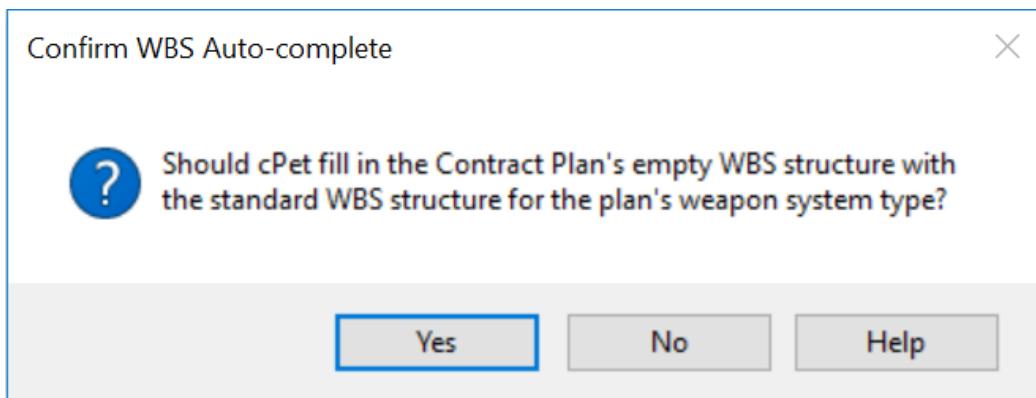 Confirm WBS Auto-complete
Should cPet fill in the Contract Plan's empty WBS structure with
the standard WBS structure for the plan's weapon system type?
Yes
No
Help